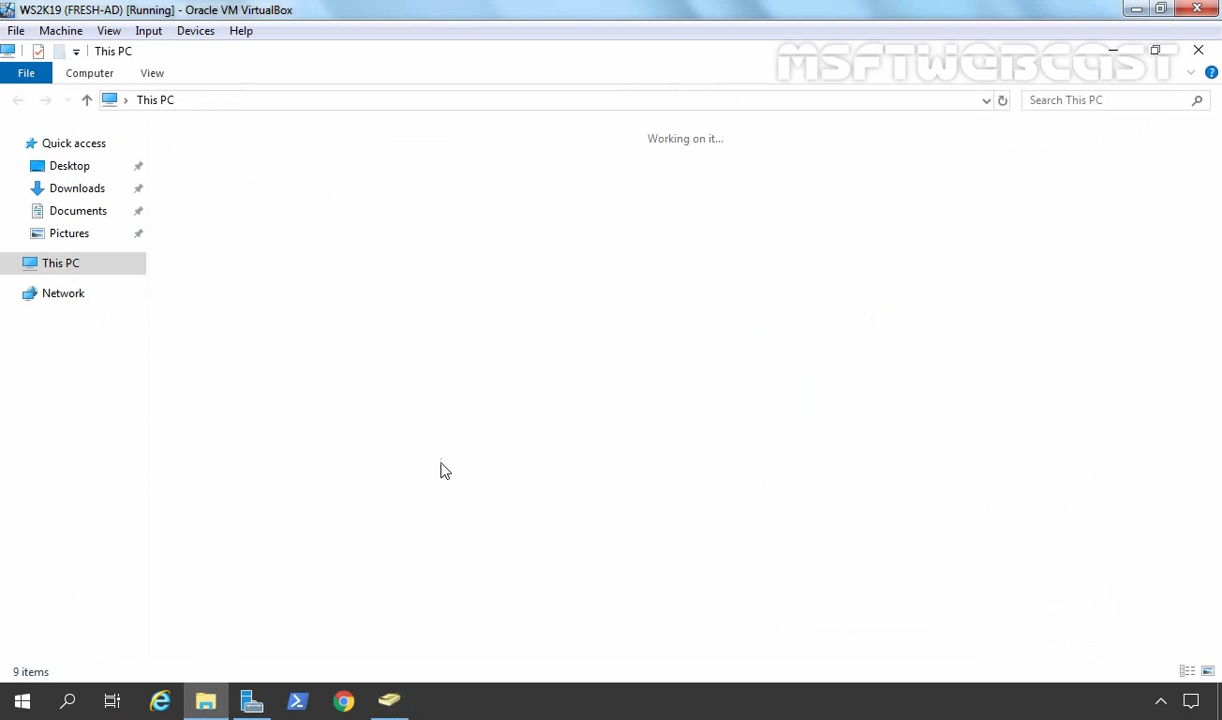 WS2K19 (FRESH-AD) [Running] - Oracle VM VirtualBox
File Machine View Input Devices Help
This PC
MSFTWEBCAST
File Computer View
This PC
Search This PC
Working on it...
Quick access
Desktop
Downloads
Documents
Pictures
This PC
Network
9 items